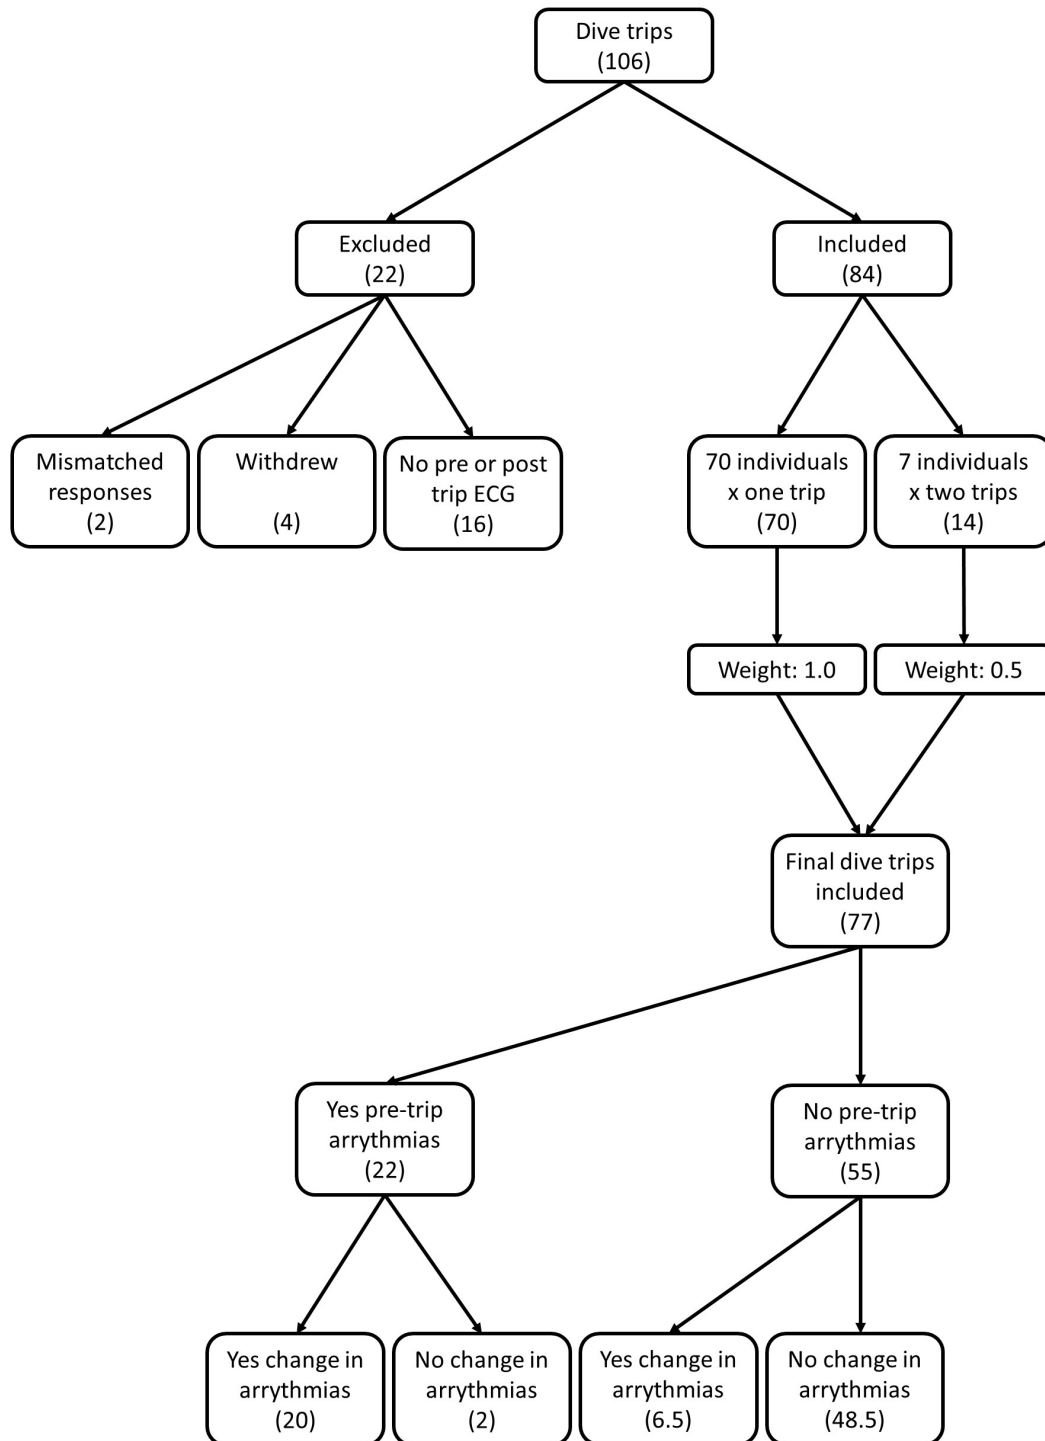 Dive trips
(106)
Excluded
(22)
Included
(84)
Mismatched
responses
(2)
Withdrew
(4)
No pre or post
trip ECG
(16)
70 individuals
x one trip
(70)
7 individuals
x two trips
(14)
Weight: 1.0
Weight: 0.5
Final dive trips
included
(77)
Yes pre-trip
arrythmias
(22)
No pre-trip
arrythmias
(55)
Yes change in
arrythmias
(20)
No change in
arrythmias
(2)
Yes change in
arrythmias
(6.5)
No change in
arrythmias
(48.5)